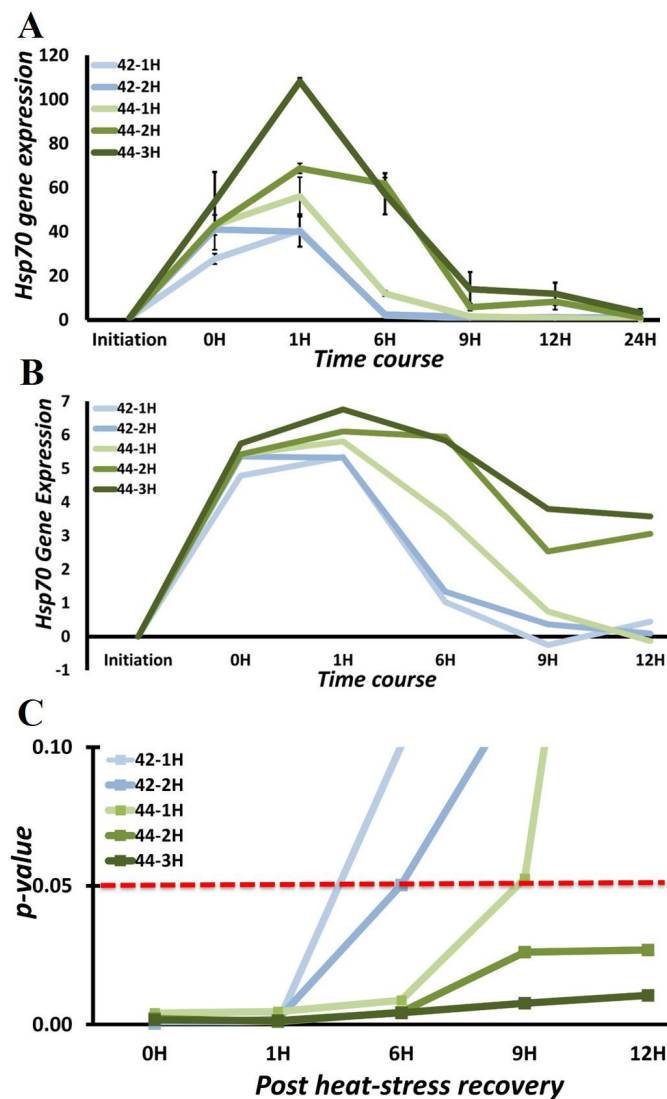 A
Hsp70 gene expression
120
100
80
60
40
20
0
42-1H
42-2H
44-1H
44-2H
44-3H
Initiation 0H 1H 6H 9H 12H 24H
Time course
B
Hsp70 Gene Expression
7
6
5
4
3
2
1
0
-1
42-1H
42-2H
44-1H
44-2H
44-3H
Initiation 0H 1H 6H 9H 12H
Time course
C
p-value
0.10
0.05
0.00
42-1H
42-2H
44-1H
44-2H
44-3H
0H 1H 6H 9H 12H
Post heat-stress recovery